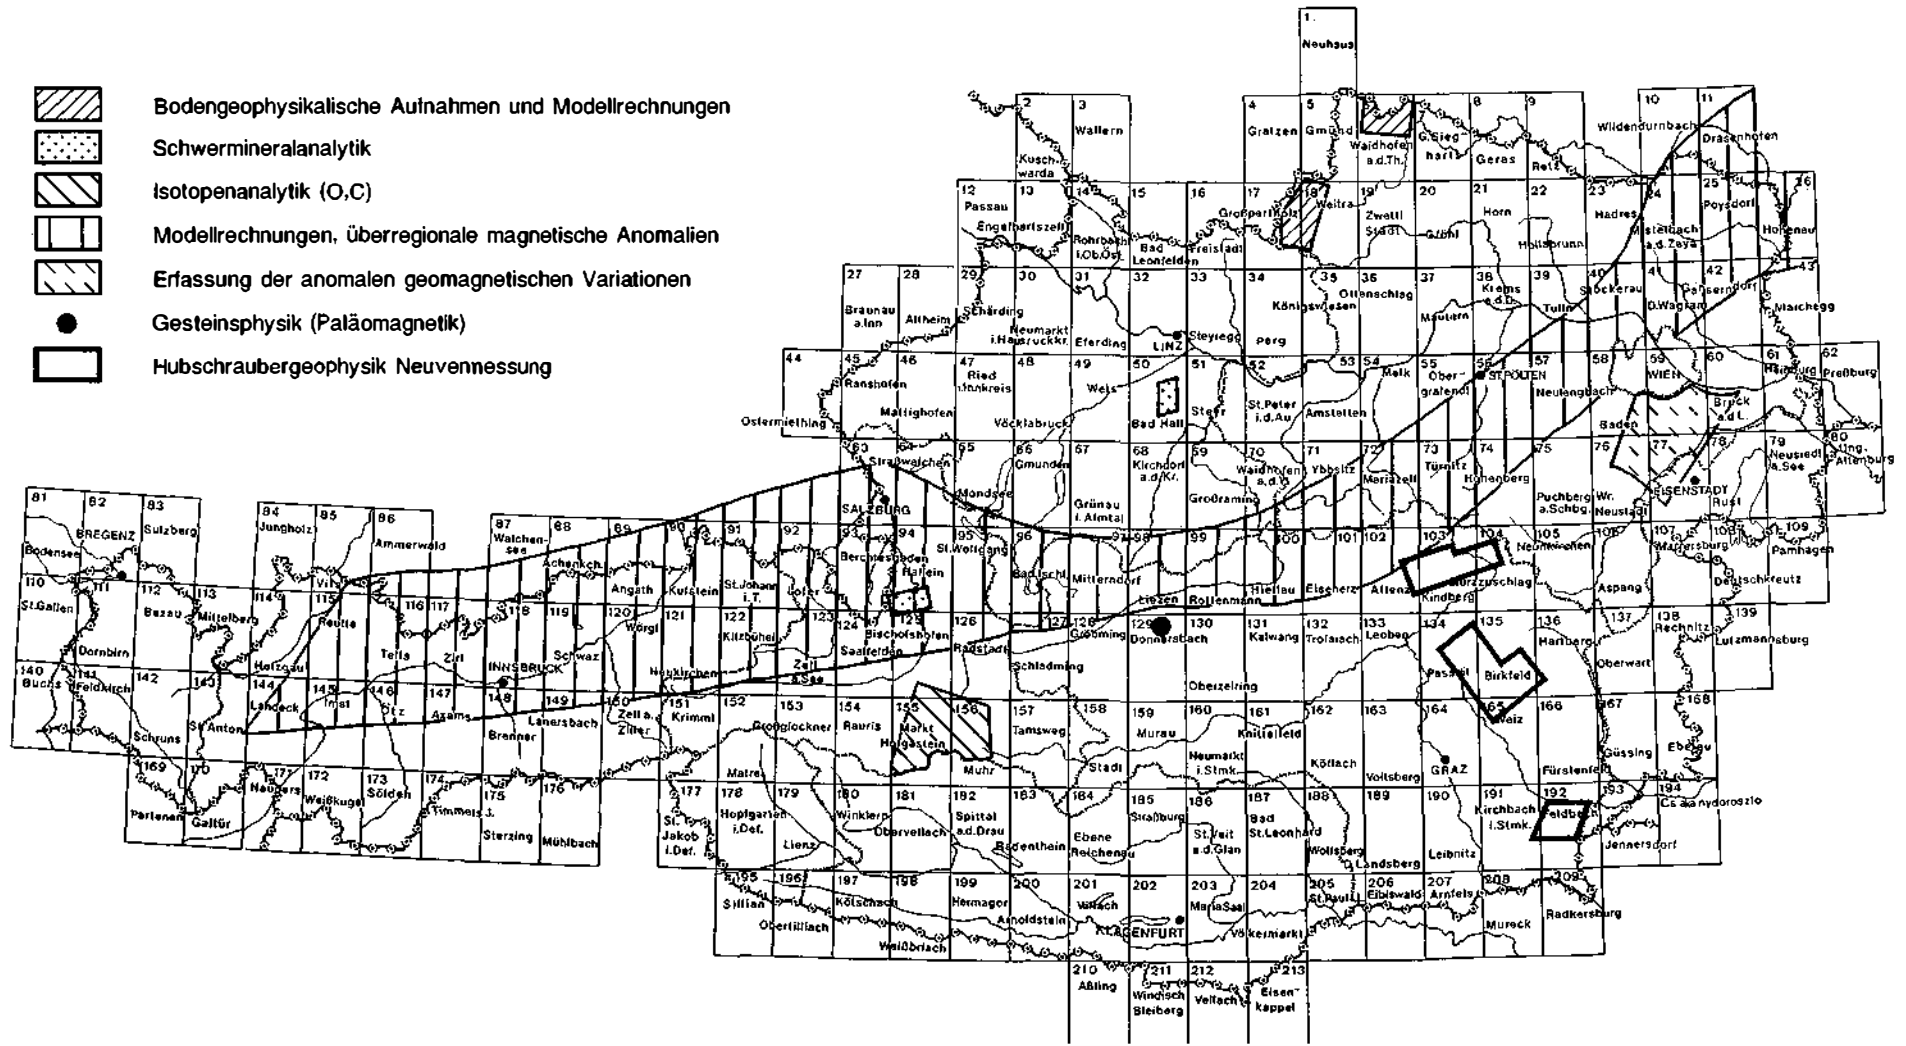 Bodengeophysikalische Aufnahmen und Modellrechnungen
Schwermineralanalytik
Isotopenanalytik (O,C)
Modellrechnungen, überregionale magnetische Anomalien
Erfassung der anomalen geomagnetischen Variationen
Gesteinsphysik (Paläomagnetik)
Hubschraubergeophysik Neuvermessung
1
Neuhaus
2 3 4 5 8 9 10 11
Wallern
Gratzen Gmünd
Waidhofen
a.d.Th.
G.Sieg-
harts
Geras
Retz
Wildendurnbach
Drasenhofen
Kusch-
warda
12 13 14 15 16 17 18 19 20 21 22 23 24 25 26
Passau
Engelhartszell
Rohrbach
i.Ob.Öst.
Bad
Leonfelden
Freistadt
Großpertholz
Weitra
Zwettl
Stadt
Gföhl
Horn
Hollabrunn
Hadres
Mistelbach
a.d.Zaya
Poysdorf
Hohenau
27 28 29 30 31 32 33 34 35 36 37 38 39 40 42 43
Braunau
a.Inn
Altheim
Schärding
Neumarkt
i.Hausruckkr.
Eferding
LINZ
Steyregg
Perg
Königswiesen
Ottenschlag
Mautern
Krems
a.d.D.
Tulln
Stockerau
D.Wagram
Gänserndorf
Marchegg
44 45 46 47 48 49 50 51 52 53 54 55 56 57 58 59 60 61 62
Ostermiething
Ranshofen
Mattighofen
Ried
i.Innkreis
Vöcklabruck
Wels
Bad Hall
Steyr
St.Peter
i.d.Au
Amstetten
Melk
Ober-
grafendf.
ST.PÖLTEN
Neulengbach
Baden
WIEN
Bruck
a.d.L.
Hainburg
Preßburg
63 65 66 67 68 69 70 71 72 73 74 75 76 77 78 79 80
SALZBURG
Straßwalchen
Mondsee
Gmunden
Grünau
i.Almtal
Kirchdorf
a.d.Kr.
Großraming
Waidhofen
a.d.Y.
Ybbsitz
Mariazell
Türnitz
Hohenberg
Puchberg
a.Schbg.
Wr.
Neustadt
EISENSTADT
Rust
Neusiedl
a.See
Ung.
Altenburg
81 82 83 84 85 86 87 88 89 90 91 92 93 94 95 96 97 98 99 100 101 102 103 104 105 106 107 108 109
Bodensee
BREGENZ
Sulzberg
Jungholz
Vils
Ammerwald
Walchen-
see
Achenkch.
Angath
Kufstein
St.Johann
i.T.
Lofer
Berchtesgaden
Hallein
St.Wolfgang
Bad Ischl
Mitterndorf
Liezen
Rottenmann
Hieflau
Eisenerz
Aflenz
Kindberg
Mürzzuschlag
Neunkirchen
Aspang
Mattersburg
Deutschkreutz
Pamhagen
110 111 112 113 114 115 116 117 118 119 120 121 122 123 124 125 126 127 128 129 130 131 132 133 134 135 136 137 138 139
St.Gallen
Dornbirn
Bezau
Mittelberg
Holzgau
Reutte
Telfs
Zirl
INNSBRUCK
Schwaz
Wörgl
Neukirchen
Kitzbühel
Zell
a.See
Saalfelden
Bischofshofen
Radstadt
Schladming
Gröbming
Donnersbach
Oberzeiring
Kalwang
Trofaiach
Leoben
Passail
Birkfeld
Hartberg
Oberwart
Rechnitz
Lutzmannsburg
140 141 142 143 144 145 146 147 148 149 150 151 152 153 154 155 156 157 158 159 160 161 162 163 164 165 166 167 168
Buchs
Feldkirch
Schruns
St.Anton
Landeck
Imst
Ötz
Axams
Brenner
Lanersbach
Zell a.
Ziller
Krimml
Matrei
Großglockner
Rauris
Markt
Hofgastein
Muhr
Tamsweg
Stadl
Murau
Neumarkt
i.Stmk.
Knittelfeld
Köflach
Voitsberg
GRAZ
Weiz
Fürstenfeld
Güssing
Eberau
169 170 171 172 173 174 175 176 177 178 179 180 181 182 183 184 185 186 187 188 189 190 191 192 193 194
Partenen
Galtür
Nauders
Weißkugel
Sölden
Timmels J.
Sterzing
Mühlbach
St.
Jakob
i.Def.
Hopfgarten
i.Def.
Lienz
Winklern
Obervellach
Spittal
a.d.Drau
Radenthein
Ebene
Reichenau
Straßburg
St.Veit
a.d.Glan
Bad
St.Leonhard
Wolfsberg
D.Landsberg
Leibnitz
Kirchbach
i.Stmk.
Feldbach
Jennersdorf
Csakanydoroszlo
195 196 197 198 199 200 201 202 203 204 205 206 207 208 209
Sillian
Obertilliach
Kötschach
Weißbriach
Hermagor
Arnoldstein
Villach
KLAGENFURT
Maria Saal
Völkermarkt
St.Paul
Eibiswald
Arnfels
Mureck
Radkersburg
210 211 212 213
Aßling
Windisch
Bleiberg
Vellach
Eisen-
kappel